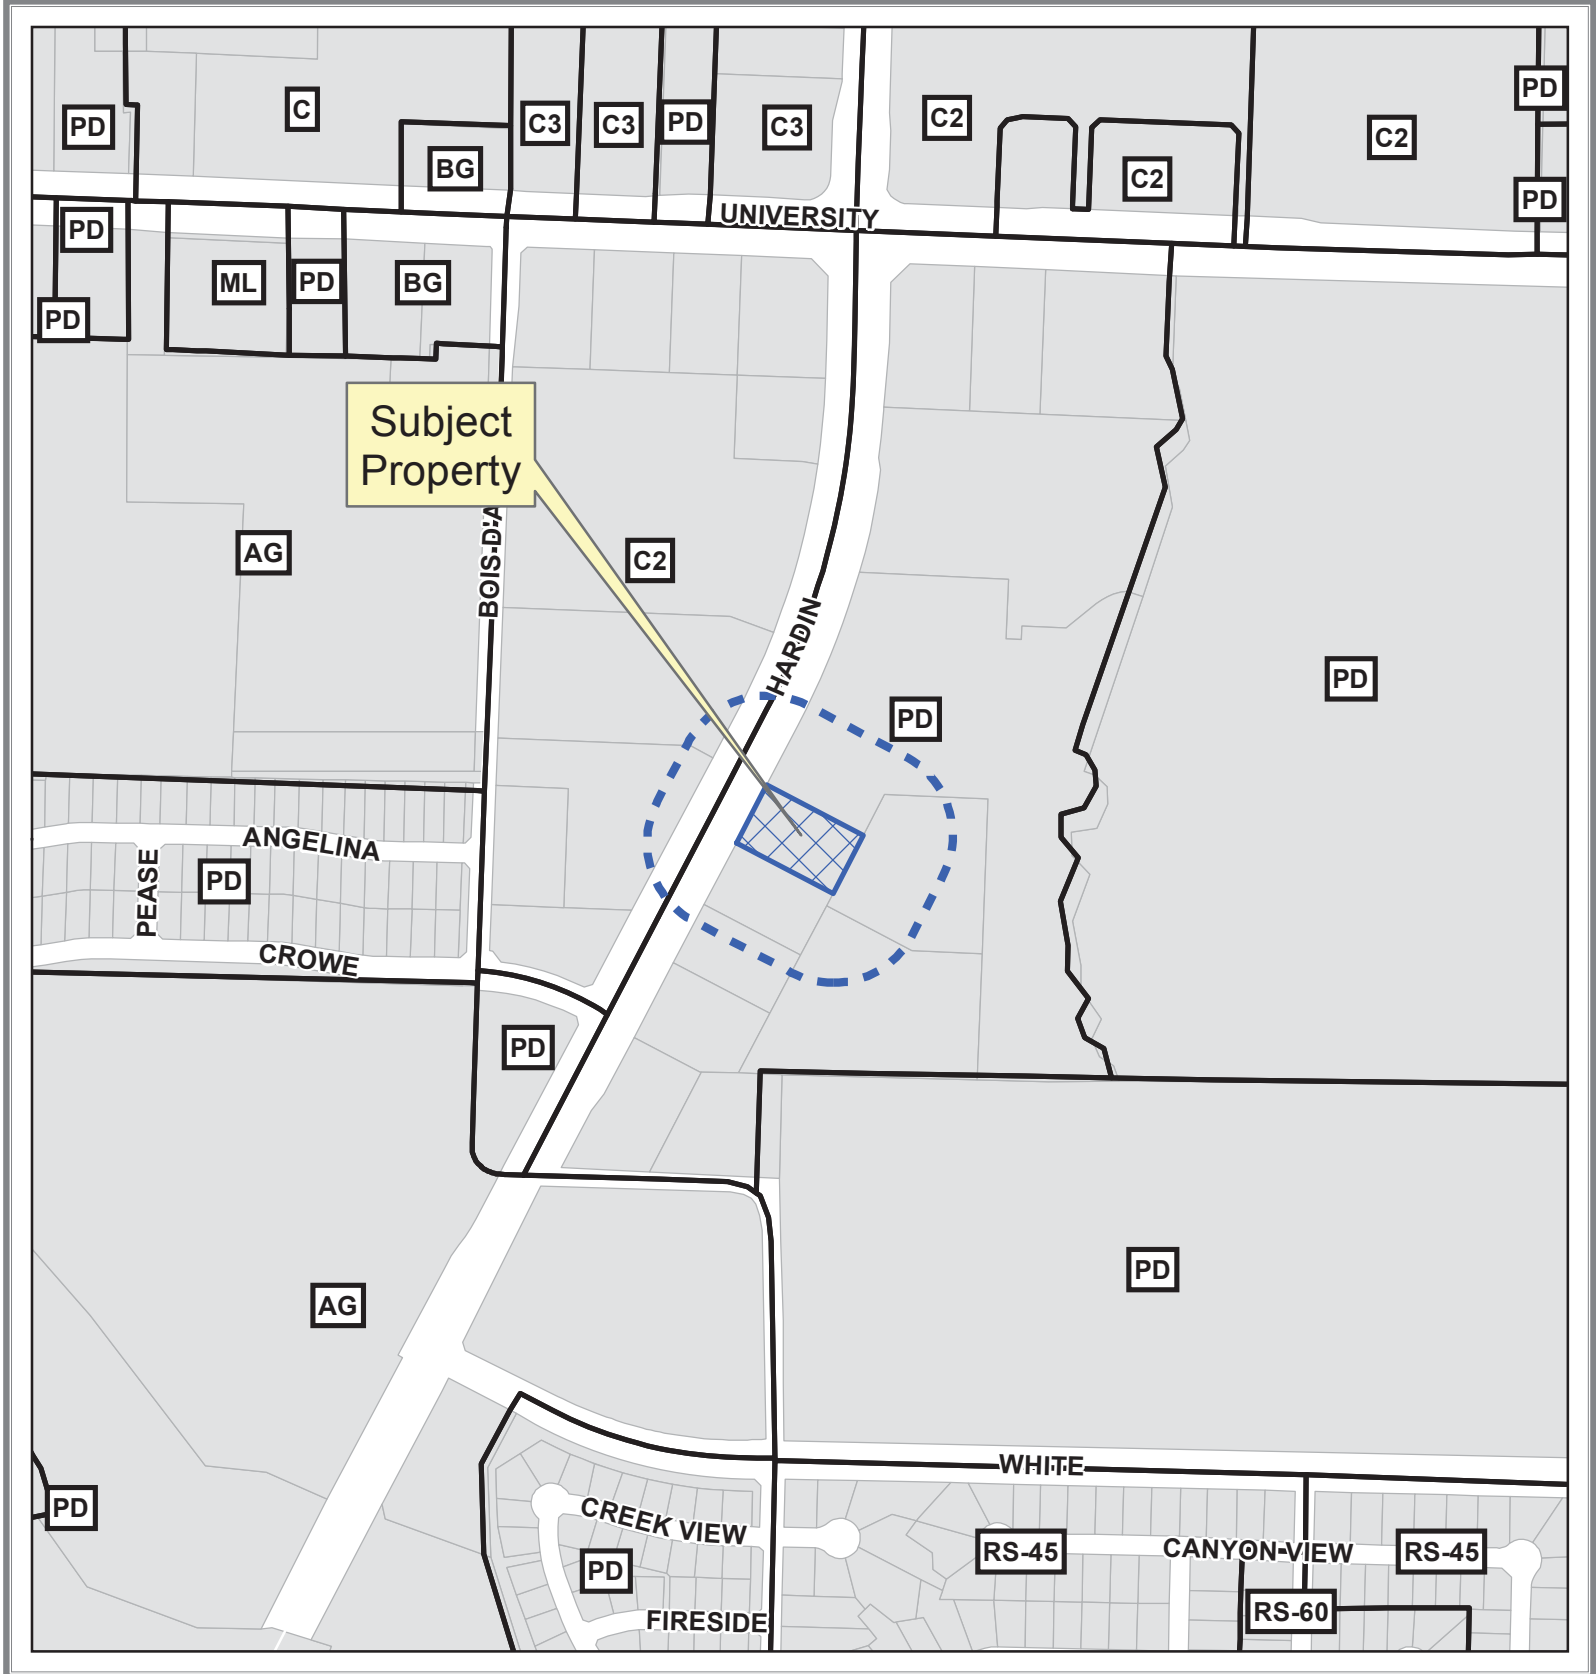 PD
C2
C
C2
C3
C3
PD
C3
PD
C2
BG
C2
PD
UNIVERSITY
PD
ML
PD
BG
PD
Subject
Property
AG
BOIS-D'A
C2
HARDIN
PD
PD
ANGELINA
PEASE
PD
CROWE
PD
PD
AG
WHITE
PD
CREEK VIEW
RS-45
CANYON VIEW
RS-45
PD
RS-60
FIRESIDE